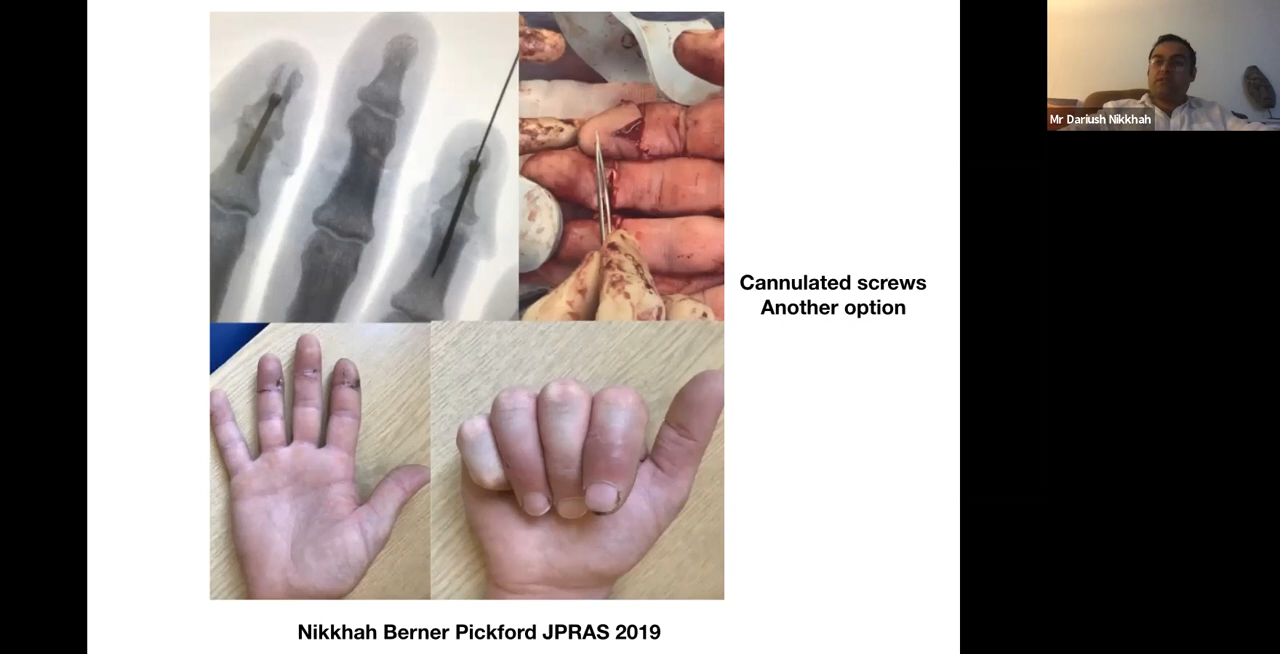 Mr Dariush Nikkhah
Cannulated screws
Another option
Nikkhah Berner Pickford JPRAS 2019